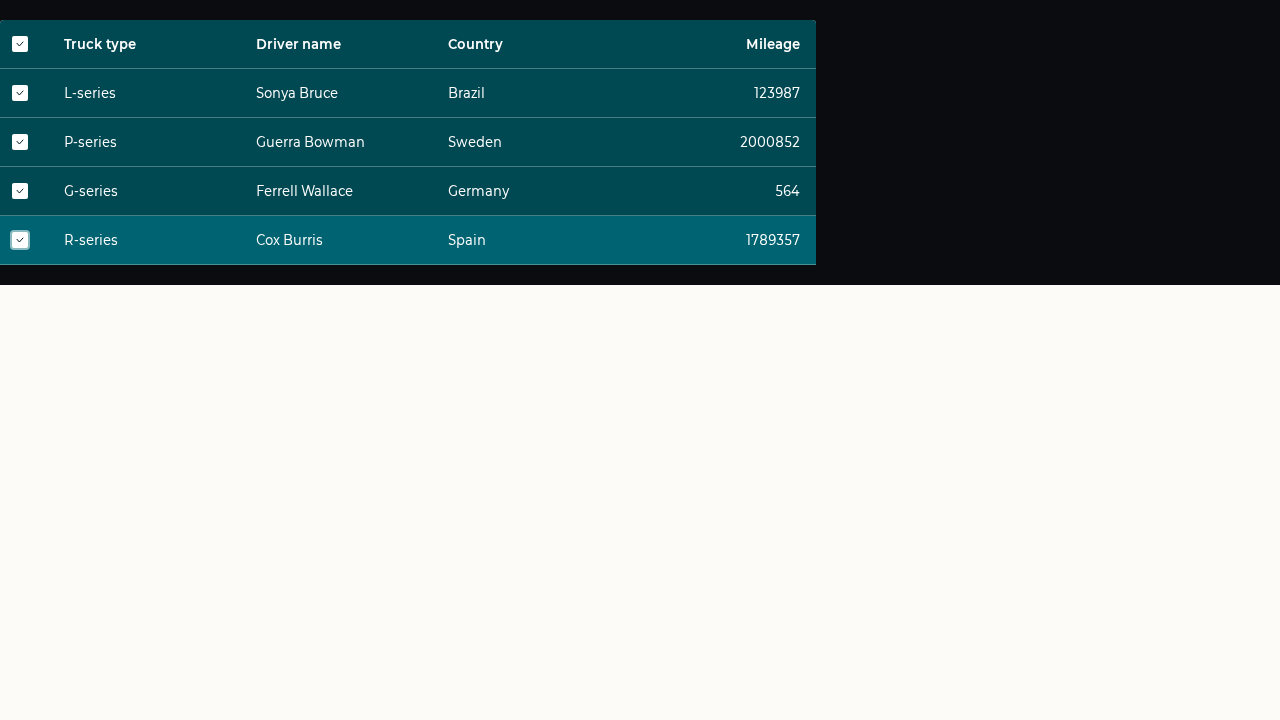 Truck type Driver name Country Mileage
L-series Sonya Bruce Brazil 123987
P-series Guerra Bowman Sweden 2000852
G-series Ferrell Wallace Germany 564
R-series Cox Burris Spain 1789357